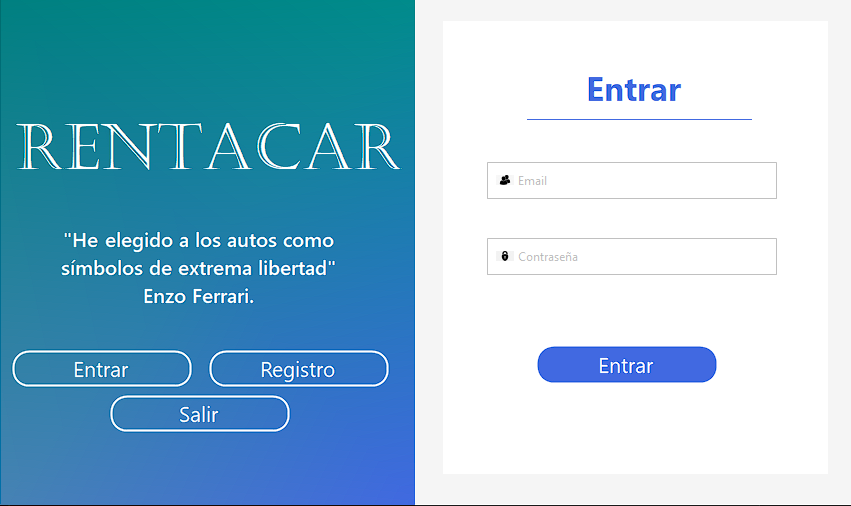 RENTACAR
"He elegido a los autos como
símbolos de extrema libertad"
Enzo Ferrari.
Entrar
Registro
Salir
Entrar
Email
Contraseña
Entrar